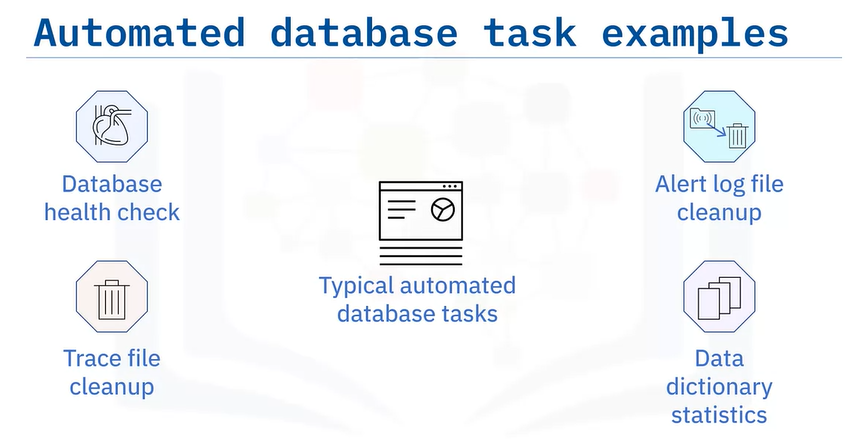 Automated database task examples
Database
health check
Trace file
cleanup
Typical automated
database tasks
Alert log file
cleanup
Data
dictionary
statistics